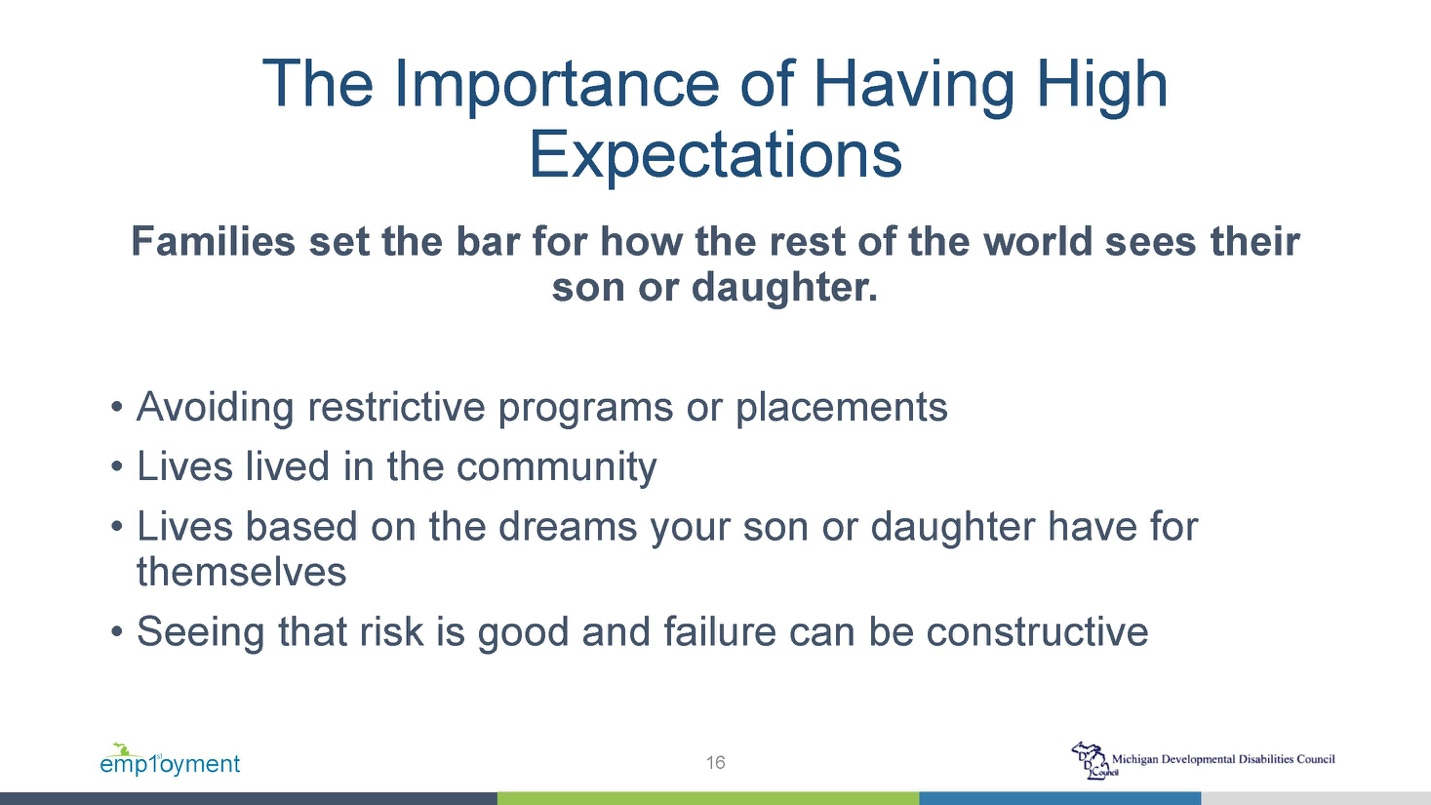 The Importance of Having High
Expectations
Families set the bar for how the rest of the world sees their
son or daughter.
• Avoiding restrictive programs or placements
• Lives lived in the community
• Lives based on the dreams your son or daughter have for
themselves
• Seeing that risk is good and failure can be constructive
emp1stoyment
16
DD Council
Michigan Developmental Disabilities Council